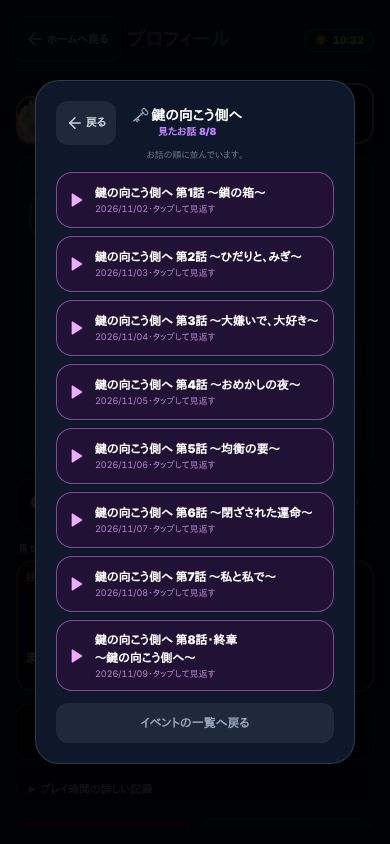 ホームへ戻る
プロフィール
10:32
戻る
鍵の向こう側へ
見たお話 8/8
お話の順に並んでいます。
鍵の向こう側へ 第1話 〜鎖の箱〜
2026/11/02・タップして見返す
鍵の向こう側へ 第2話 〜ひだりと、みぎ〜
2026/11/03・タップして見返す
鍵の向こう側へ 第3話 〜大嫌いで、大好き〜
2026/11/04・タップして見返す
鍵の向こう側へ 第4話 〜おめかしの夜〜
2026/11/05・タップして見返す
鍵の向こう側へ 第5話 〜均衡の要〜
2026/11/06・タップして見返す
鍵の向こう側へ 第6話 〜閉ざされた運命〜
2026/11/07・タップして見返す
鍵の向こう側へ 第7話 〜私と私で〜
2026/11/08・タップして見返す
鍵の向こう側へ 第8話・終章
〜鍵の向こう側へ〜
2026/11/09・タップして見返す
イベントの一覧へ戻る
プレイ時間の詳しい記録